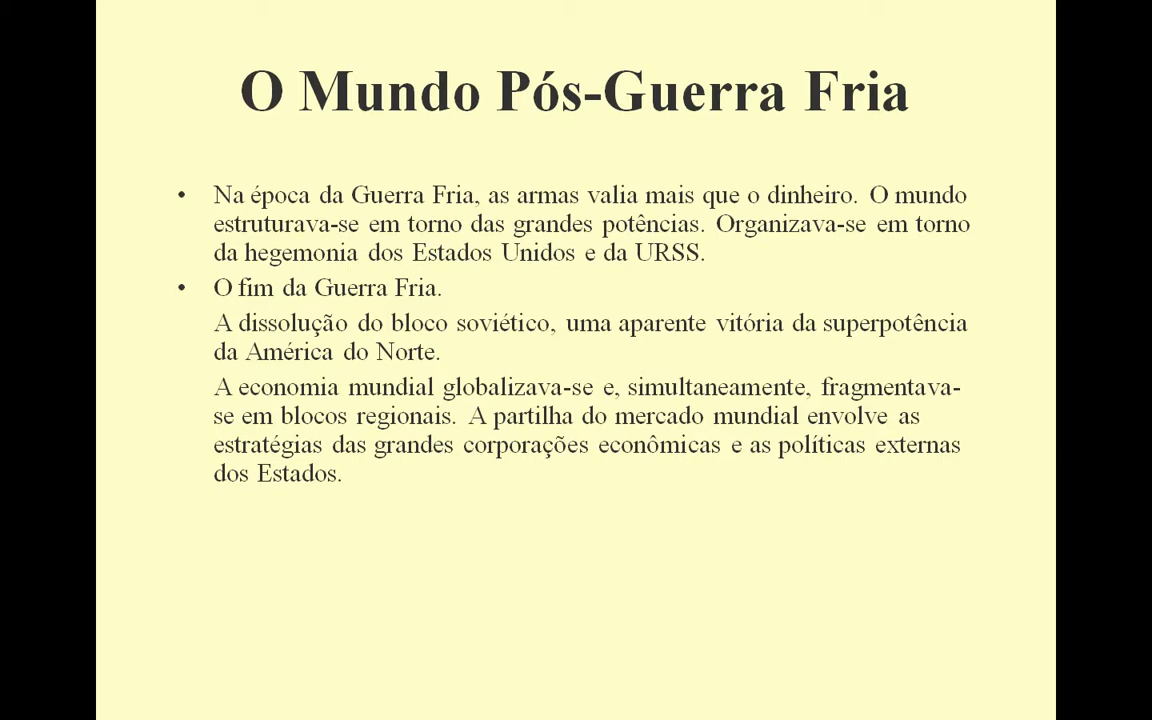 O Mundo Pós-Guerra Fria
• Na época da Guerra Fria, as armas valia mais que o dinheiro. O mundo
estruturava-se em torno das grandes potências. Organizava-se em torno
da hegemonia dos Estados Unidos e da URSS.
• O fim da Guerra Fria.
A dissolução do bloco soviético, uma aparente vitória da superpotência
da América do Norte.
A economia mundial globalizava-se e, simultaneamente, fragmentava-
se em blocos regionais. A partilha do mercado mundial envolve as
estratégias das grandes corporações econômicas e as políticas externas
dos Estados.